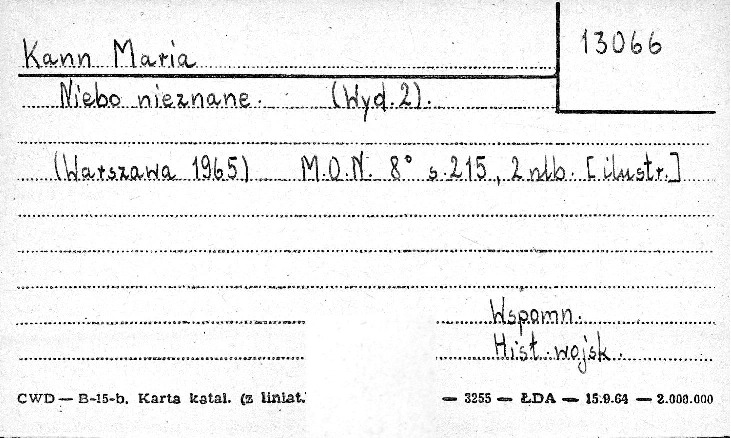 Kann Maria
13066
Niebo nieznane. (Wyd. 2).
(Warszawa 1965) M.O.N. 8° s. 215, 2 nlb. [ilustr.]
Wspomn.
Hist. wojsk.
CWD — B-15-b. Karta katal. (z liniat. — 3255 — ŁDA — 15.9.64 — 2.000.000